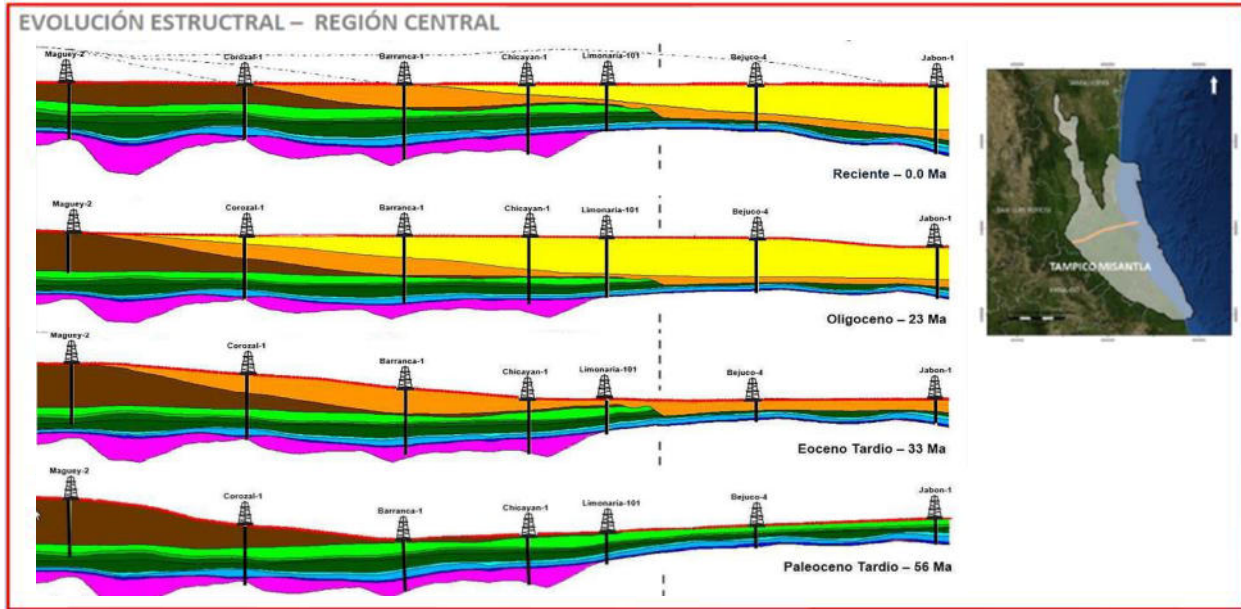 EVOLUCIÓN ESTRUCTRAL – REGIÓN CENTRAL
Maguey-2
Corozal-1
Barranca-1
Chicayan-1
Limonaria-101
Bejuco-4
Jabon-1
Reciente – 0.0 Ma
Maguey-2
Corozal-1
Barranca-1
Chicayan-1
Limonaria-101
Bejuco-4
Jabon-1
Oligoceno – 23 Ma
Maguey-2
Corozal-1
Barranca-1
Chicayan-1
Limonaria-101
Bejuco-4
Jabon-1
Eoceno Tardio – 33 Ma
Maguey-2
Corozal-1
Barranca-1
Chicayan-1
Limonaria-101
Bejuco-4
Jabon-1
Paleoceno Tardio – 56 Ma
TAMPICO MISANTLA